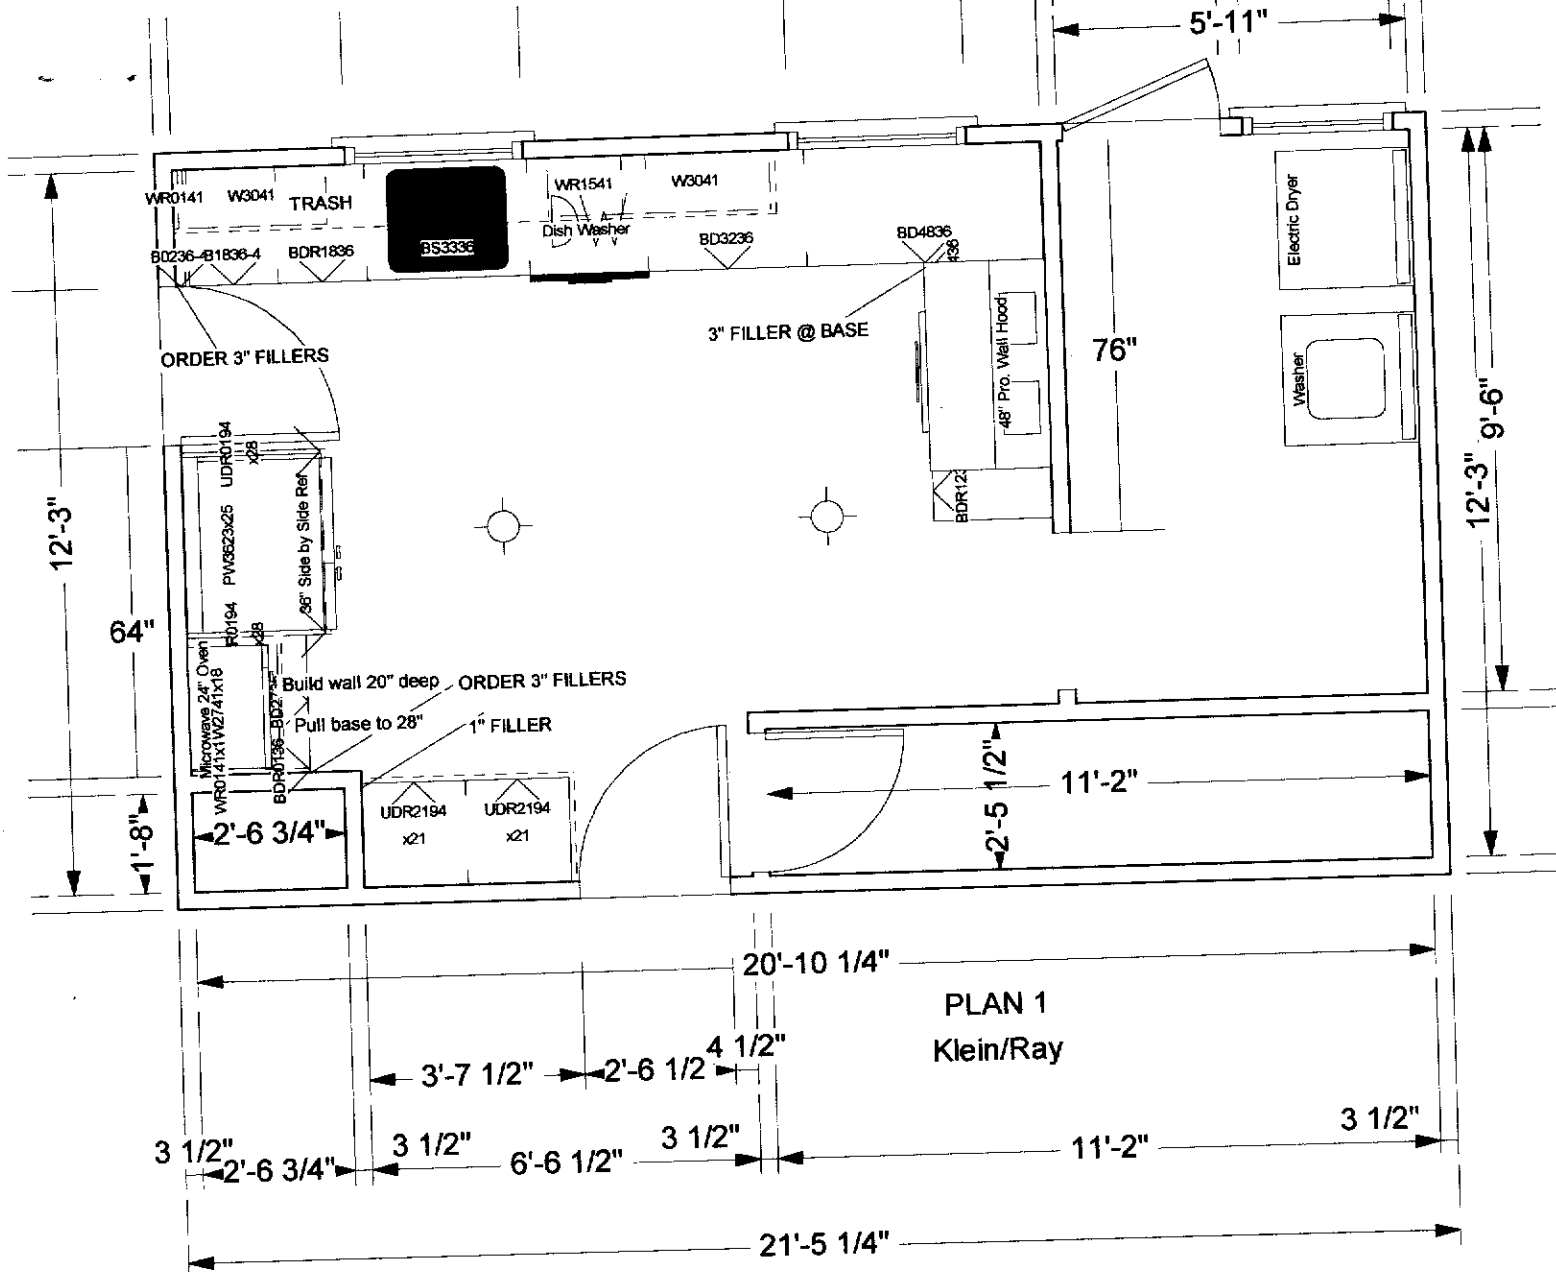 5'-11"
WR0141
W3041
TRASH
WR1541
W3041
Dish Washer
B0236-4
B1836-4
BDR1836
BS3336
BD3236
BD4836
436
ORDER 3" FILLERS
3" FILLER @ BASE
48" Pro. Wall Hood
BDR123
76"
Electric Dryer
Washer
9'-6"
12'-3"
12'-3"
64"
UDR0194
x28
PW3623x25
36" Side by Side Ref
R0194
x28
Microwave 24" Oven
WR0141x1
W2741x18
BDR0136
BD27
Build wall 20" deep
ORDER 3" FILLERS
Pull base to 28"
1" FILLER
UDR2194
x21
UDR2194
x21
1'-8"
2'-6 3/4"
2'-5 1/2"
11'-2"
20'-10 1/4"
PLAN 1
Klein/Ray
3'-7 1/2"
2'-6 1/2
4 1/2"
3 1/2"
2'-6 3/4"
3 1/2"
6'-6 1/2"
3 1/2"
11'-2"
3 1/2"
21'-5 1/4"